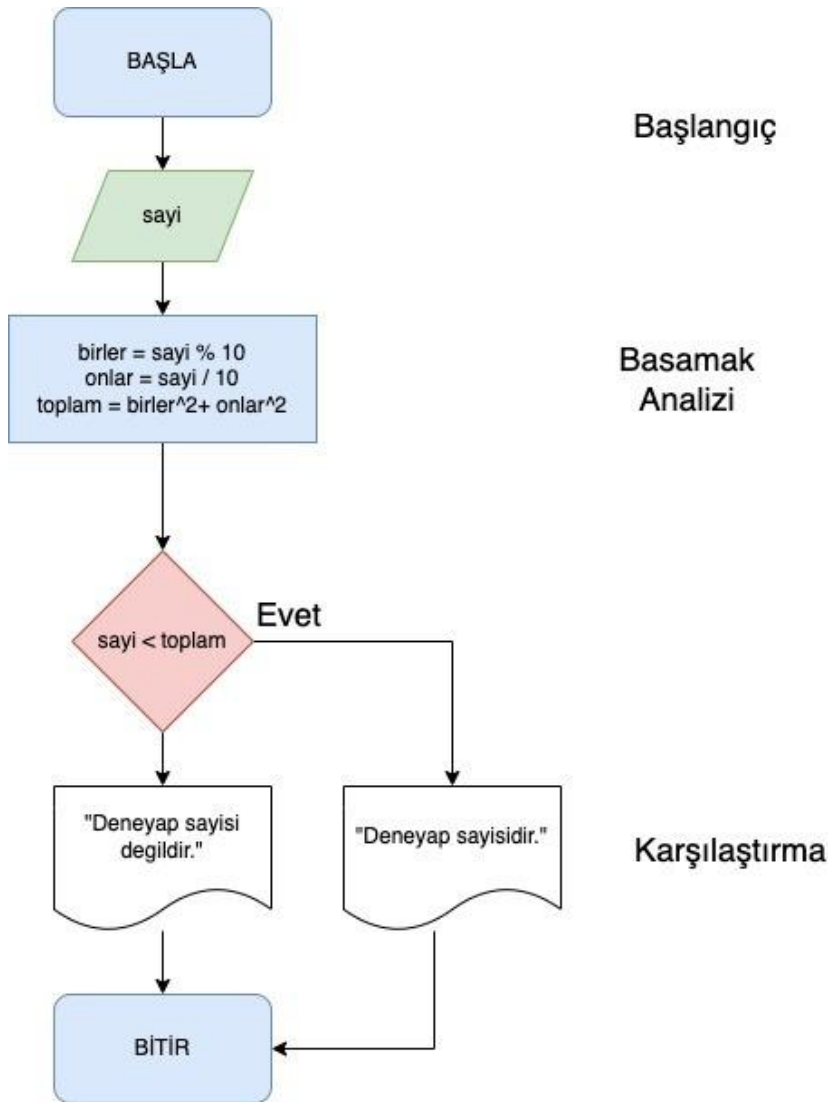 BAŞLA
Başlangıç
sayi
birler = sayi % 10
onlar = sayi / 10
toplam = birler^2+ onlar^2
Basamak
Analizi
Evet
sayi < toplam
"Deneyap sayisi
degildir."
"Deneyap sayisidir."
Karşılaştırma
BİTİR